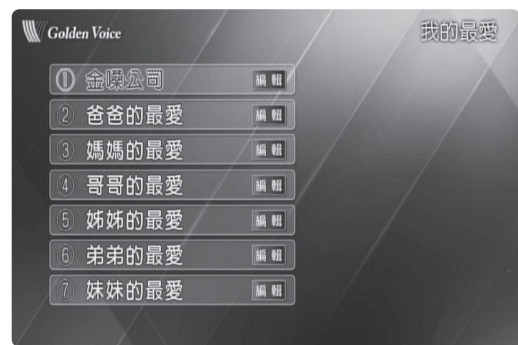 Golden Voice
我的最愛
① 金嗓公司 編輯
② 爸爸的最愛 編輯
③ 媽媽的最愛 編輯
④ 哥哥的最愛 編輯
⑤ 姊姊的最愛 編輯
⑥ 弟弟的最愛 編輯
⑦ 妹妹的最愛 編輯